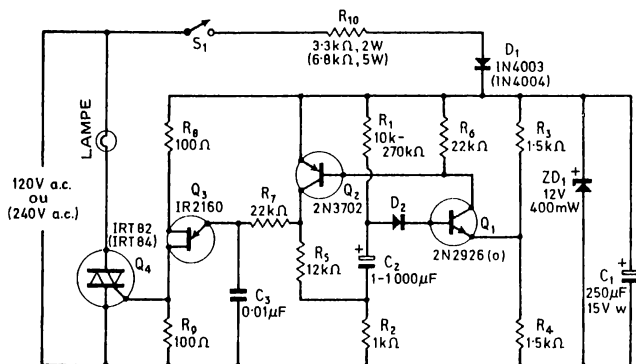 R10
3.3kΩ, 2W
(6.8kΩ, 5W)
S1
D1
IN4003
(IN4004)
LAMPE
R8
100Ω
R1
10k-
270kΩ
R6
22kΩ
R3
1.5kΩ
120V a.c.
ou
(240V a.c.)
Q3
IR2160
R7
22kΩ
Q2
2N3702
D2
Q1
2N2926 (o)
ZD1
12V
400mW
IRT82
(IRT84)
Q4
R5
12kΩ
+
C2
1-1000μF
C3
0.01μF
+
+
C1
250μF
15V w
R9
100Ω
R2
1kΩ
R4
1.5kΩ